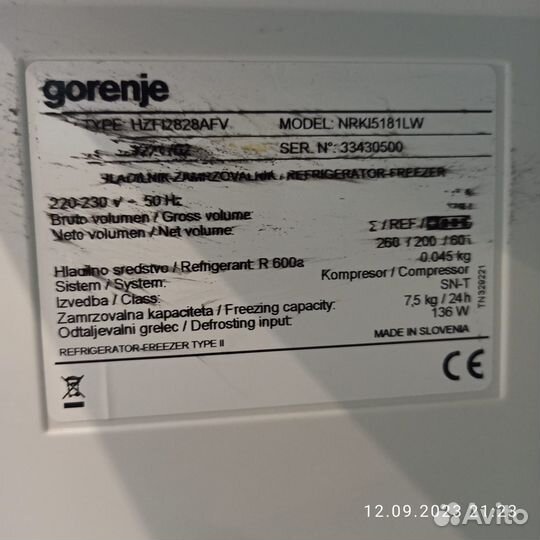 gorenje
TYPE: HZFI2828AFV MODEL: NRKI5181LW
SER. N°: 33430500
HLADILNIK-ZAMRZOVALNIK / REFRIGERATOR-FREEZER
220-230 V ~ 50 Hz
Bruto volumen / Gross volume: Σ / REF /
Neto volumen / Net volume: 260 / 200 / 60
Hladilno sredstvo / Refrigerant: R 600a 0.045 kg
Sistem / System: Kompresor / Compressor
Izvedba / Class: SN-T
Zamrzovalna kapaciteta / Freezing capacity: 7,5 kg / 24h
Odtaljevalni grelec / Defrosting input: 136 W
REFRIGERATOR-FREEZER TYPE II
MADE IN SLOVENIA
TN 329221
CE
12.09.2023 21:23
Avito